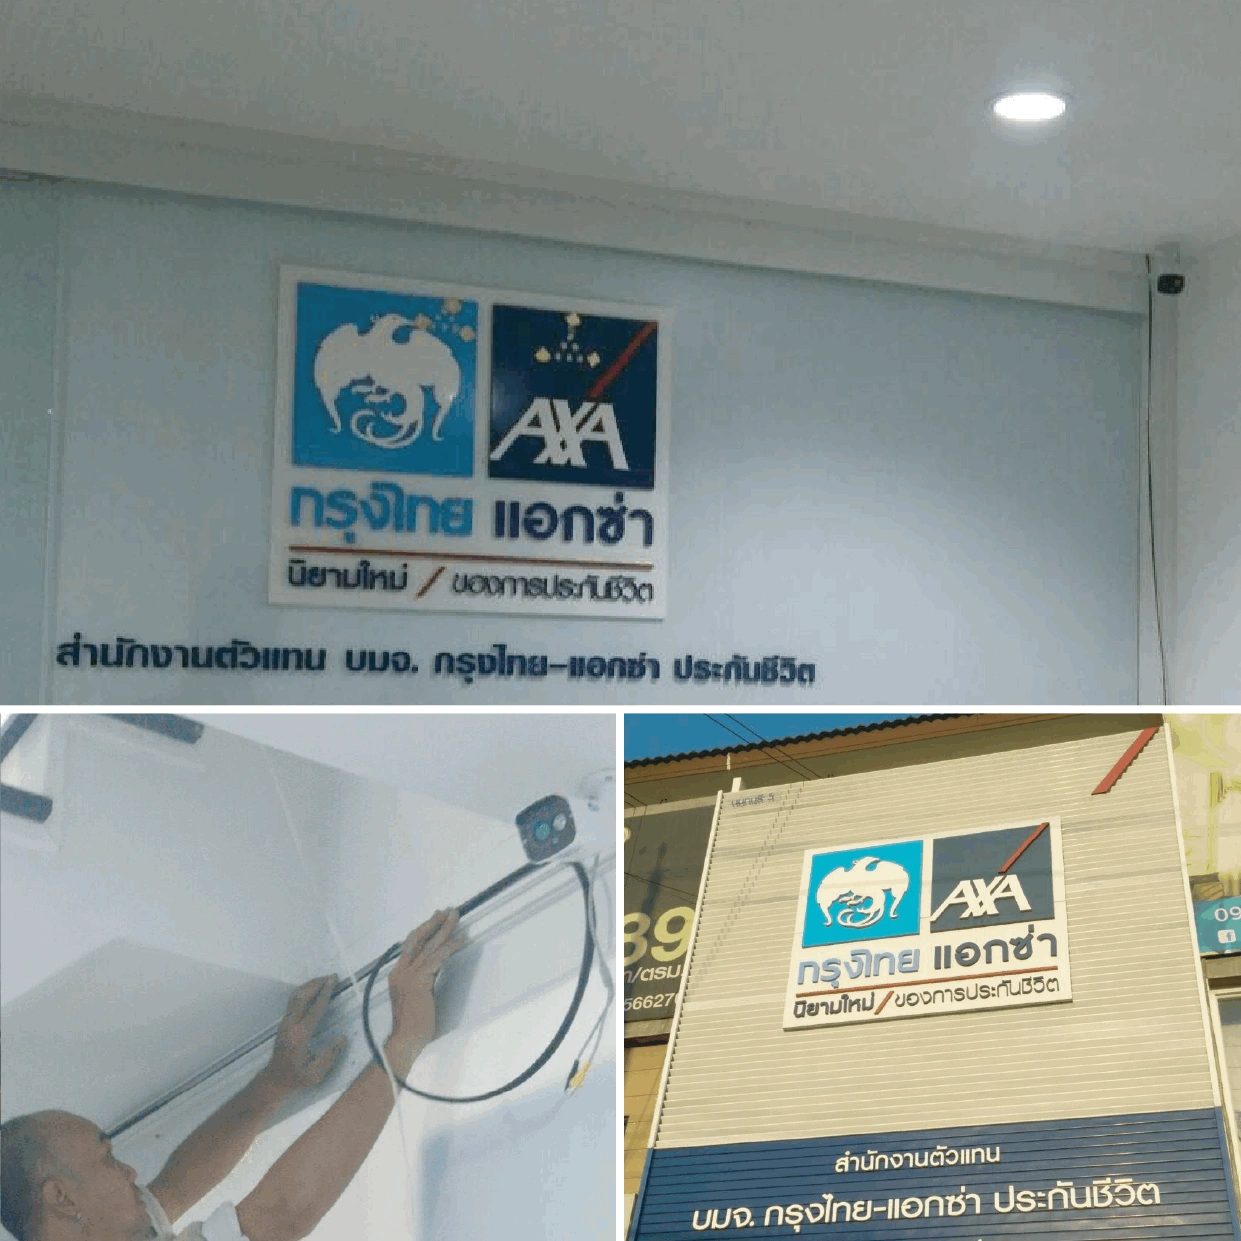 AXA
กรุงไทย แอกซ่า
นิยามใหม่ / ของการประกันชีวิต
สำนักงานตัวแทน บมจ. กรุงไทย-แอกซ่า ประกันชีวิต
AXA
กรุงไทย แอกซ่า
นิยามใหม่ / ของการประกันชีวิต
สำนักงานตัวแทน
บมจ. กรุงไทย-แอกซ่า ประกันชีวิต
89
/ตรม
56627
09